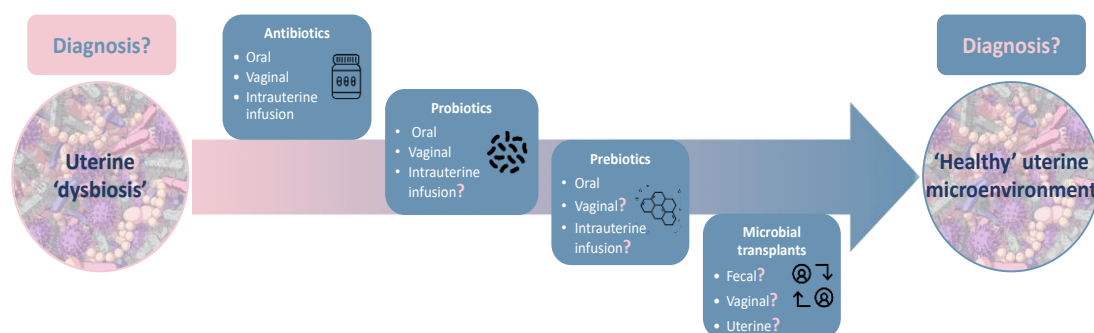 Diagnosis?
Uterine
‘dysbiosis’
Antibiotics
• Oral
• Vaginal
• Intrauterine
infusion
Probiotics
• Oral
• Vaginal
• Intrauterine
infusion?
Prebiotics
• Oral
• Vaginal?
• Intrauterine
infusion?
Microbial
transplants
• Fecal?
• Vaginal?
• Uterine?
Diagnosis?
‘Healthy’ uterine
microenvironment